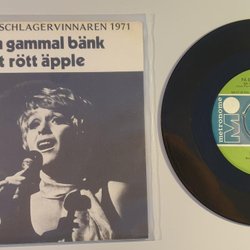 SCHLAGERVINNAREN 1971
gammal bänk
t rött äpple
metronome